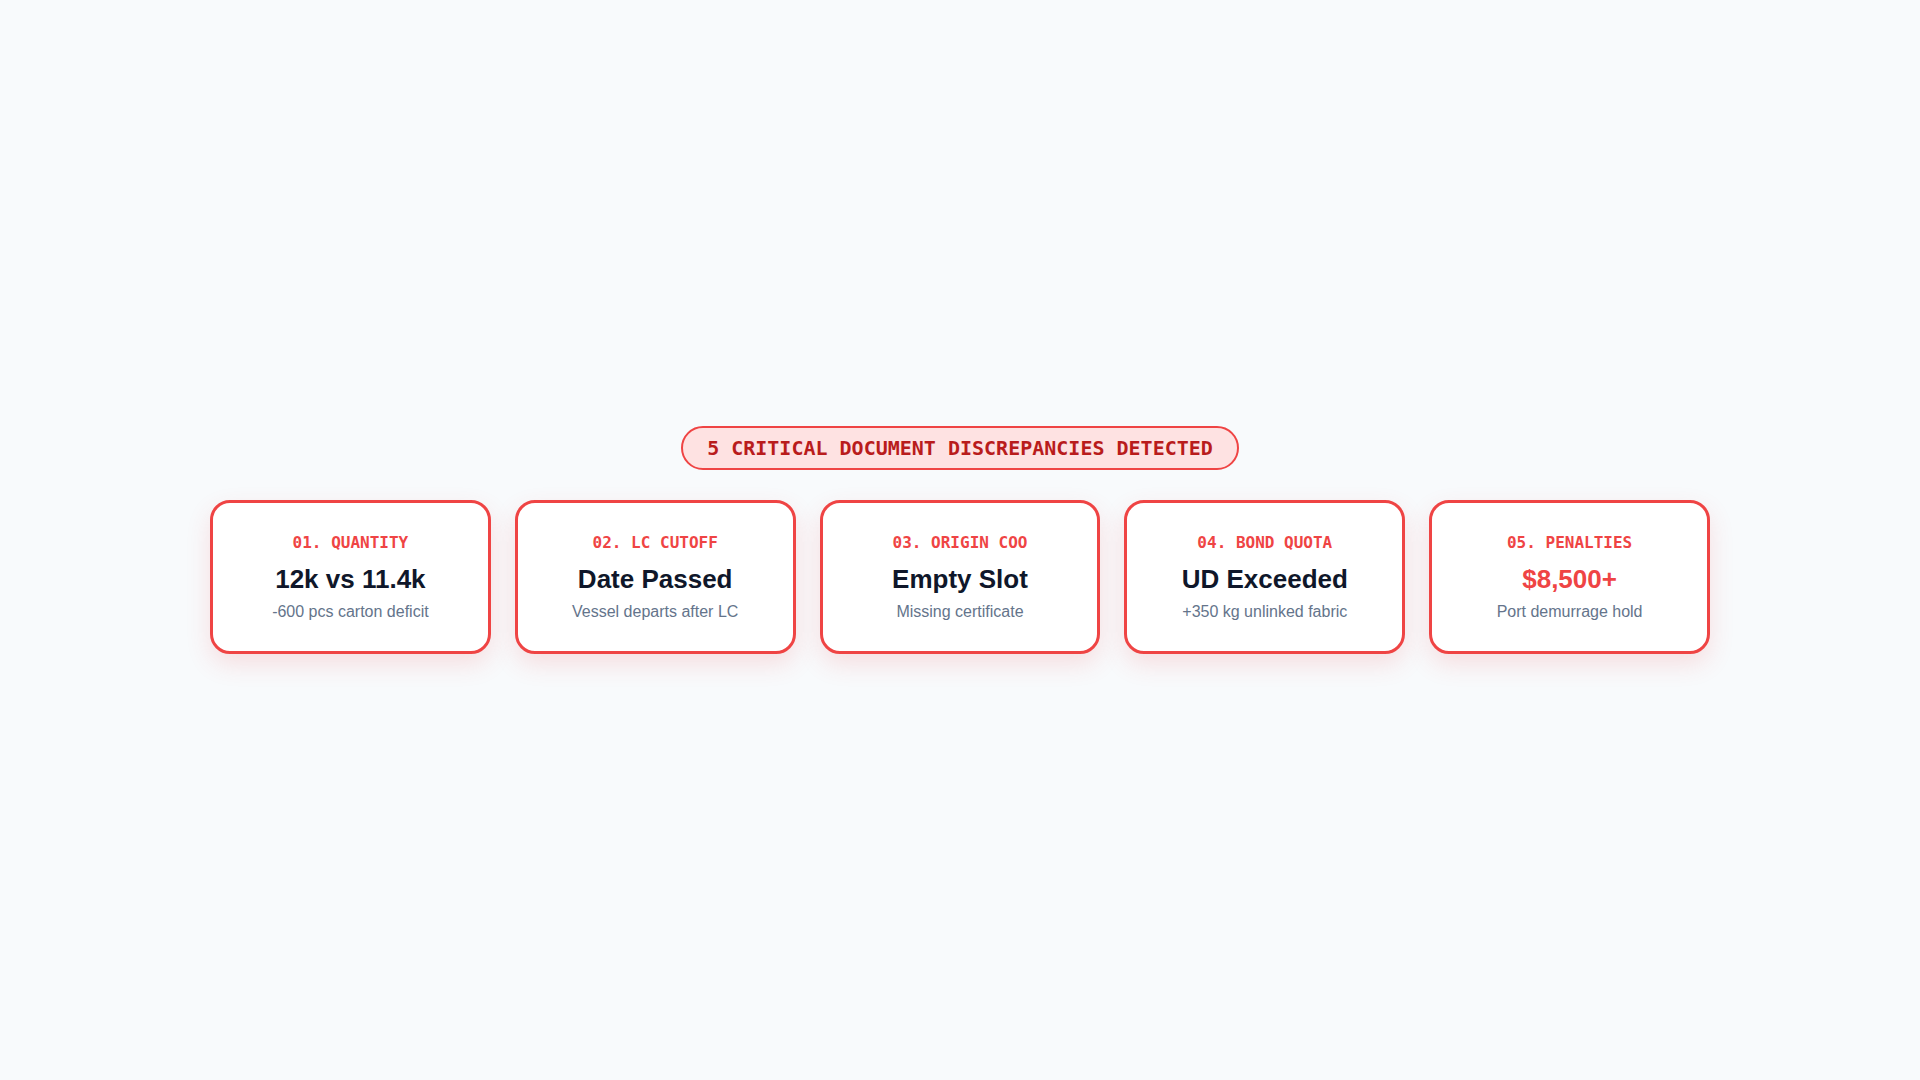 5 CRITICAL DOCUMENT DISCREPANCIES DETECTED
01. QUANTITY
12k vs 11.4k
-600 pcs carton deficit
02. LC CUTOFF
Date Passed
Vessel departs after LC
03. ORIGIN COO
Empty Slot
Missing certificate
04. BOND QUOTA
UD Exceeded
+350 kg unlinked fabric
05. PENALTIES
$8,500+
Port demurrage hold